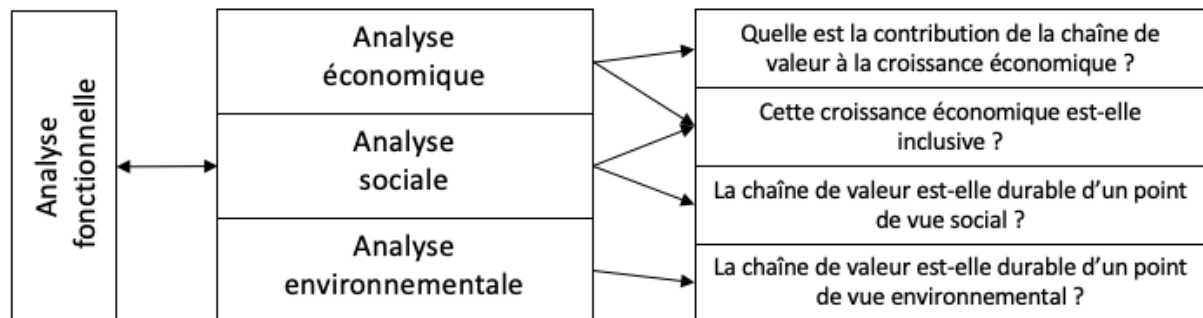 Analyse
fonctionnelle
Analyse
économique
Analyse
sociale
Analyse
environnementale
Quelle est la contribution de la chaîne de
valeur à la croissance économique ?
Cette croissance économique est-elle
inclusive ?
La chaîne de valeur est-elle durable d’un point
de vue social ?
La chaîne de valeur est-elle durable d’un point
de vue environnemental ?